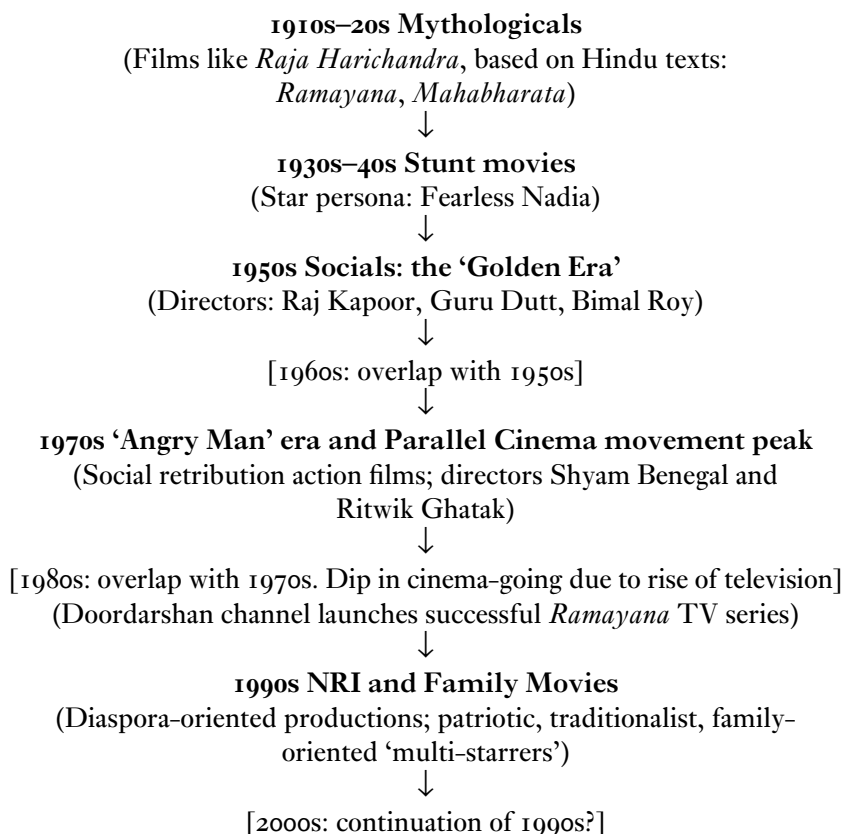 1910s–20s Mythologicals
(Films like Raja Harichandra, based on Hindu texts:
Ramayana, Mahabharata)
↓
1930s–40s Stunt movies
(Star persona: Fearless Nadia)
↓
1950s Socials: the ‘Golden Era’
(Directors: Raj Kapoor, Guru Dutt, Bimal Roy)
↓
[1960s: overlap with 1950s]
↓
1970s ‘Angry Man’ era and Parallel Cinema movement peak
(Social retribution action films; directors Shyam Benegal and
Ritwik Ghatak)
↓
[1980s: overlap with 1970s. Dip in cinema-going due to rise of television]
(Doordarshan channel launches successful Ramayana TV series)
↓
1990s NRI and Family Movies
(Diaspora-oriented productions; patriotic, traditionalist, family-
oriented ‘multi-starrers’)
↓
[2000s: continuation of 1990s?]